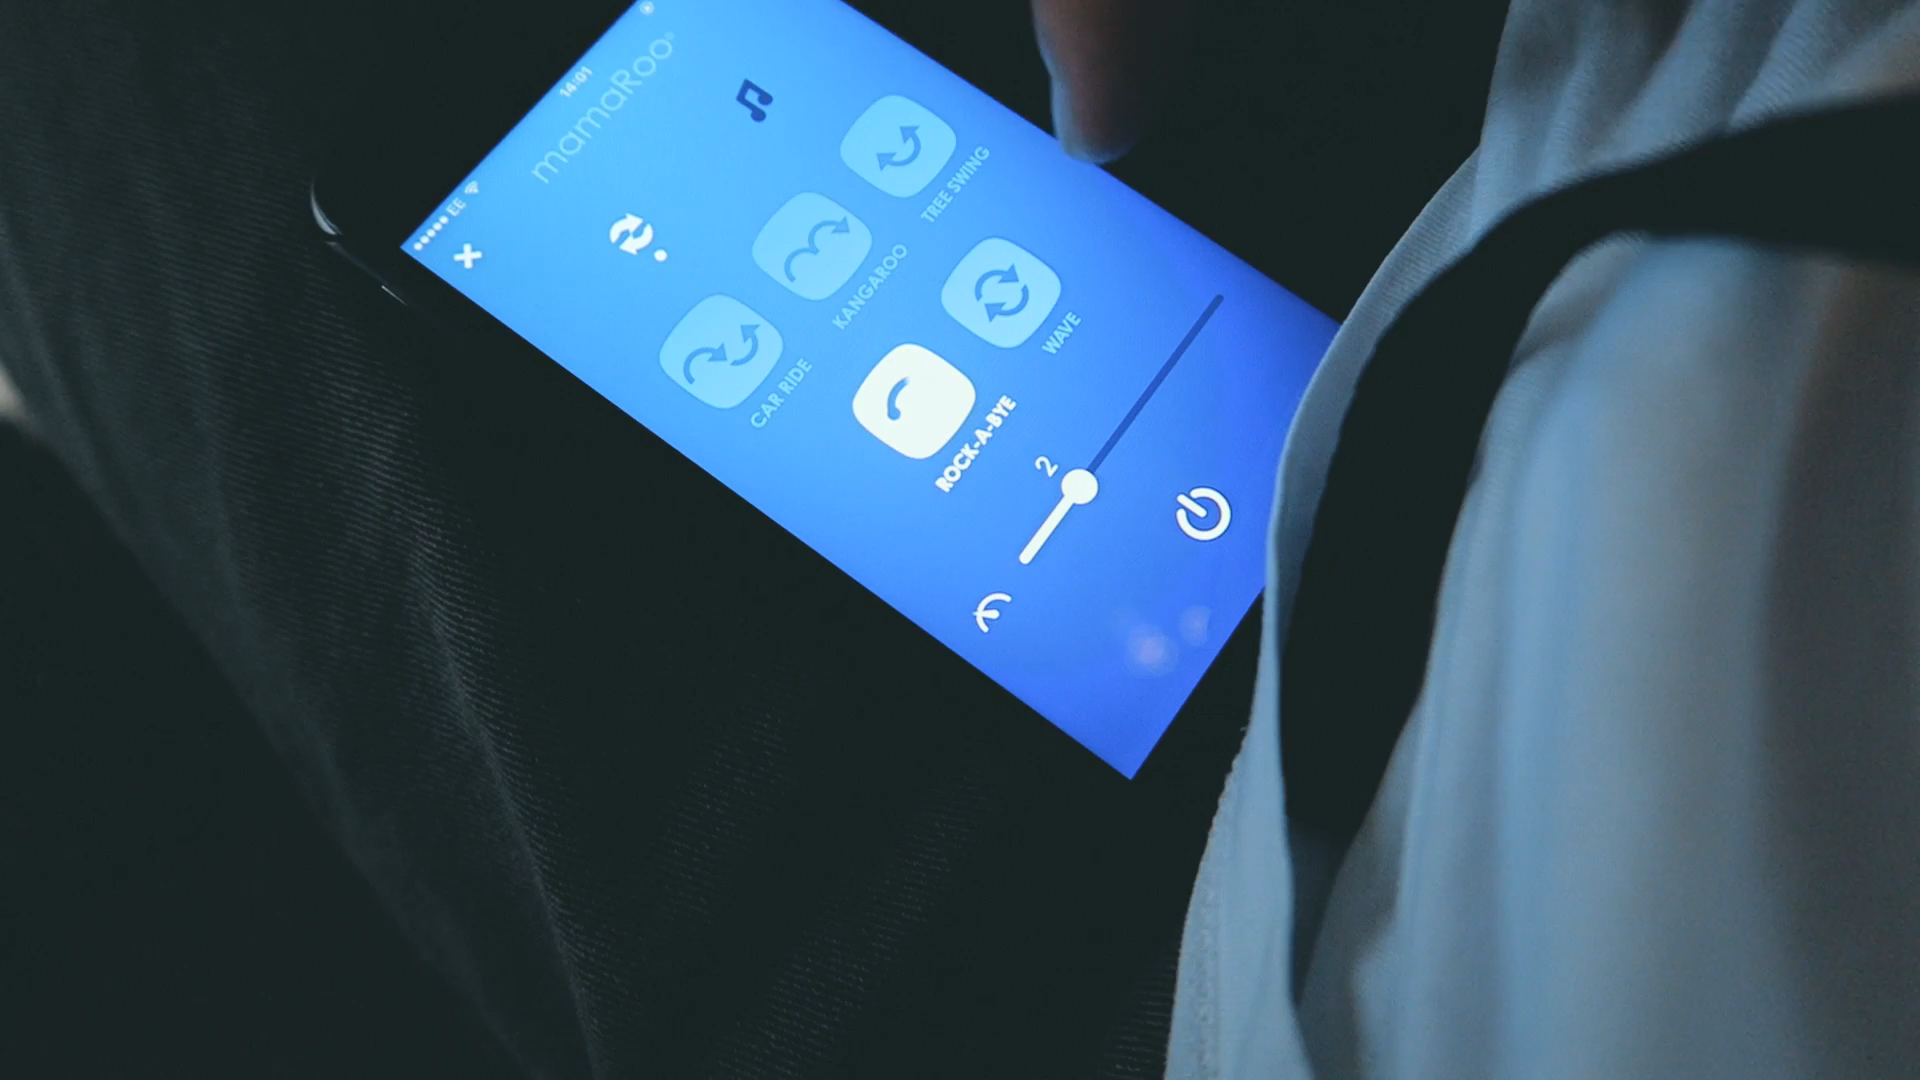 EE 14:01
mamaRoo®
CAR RIDE
KANGAROO
TREE SWING
ROCK-A-BYE
WAVE
2